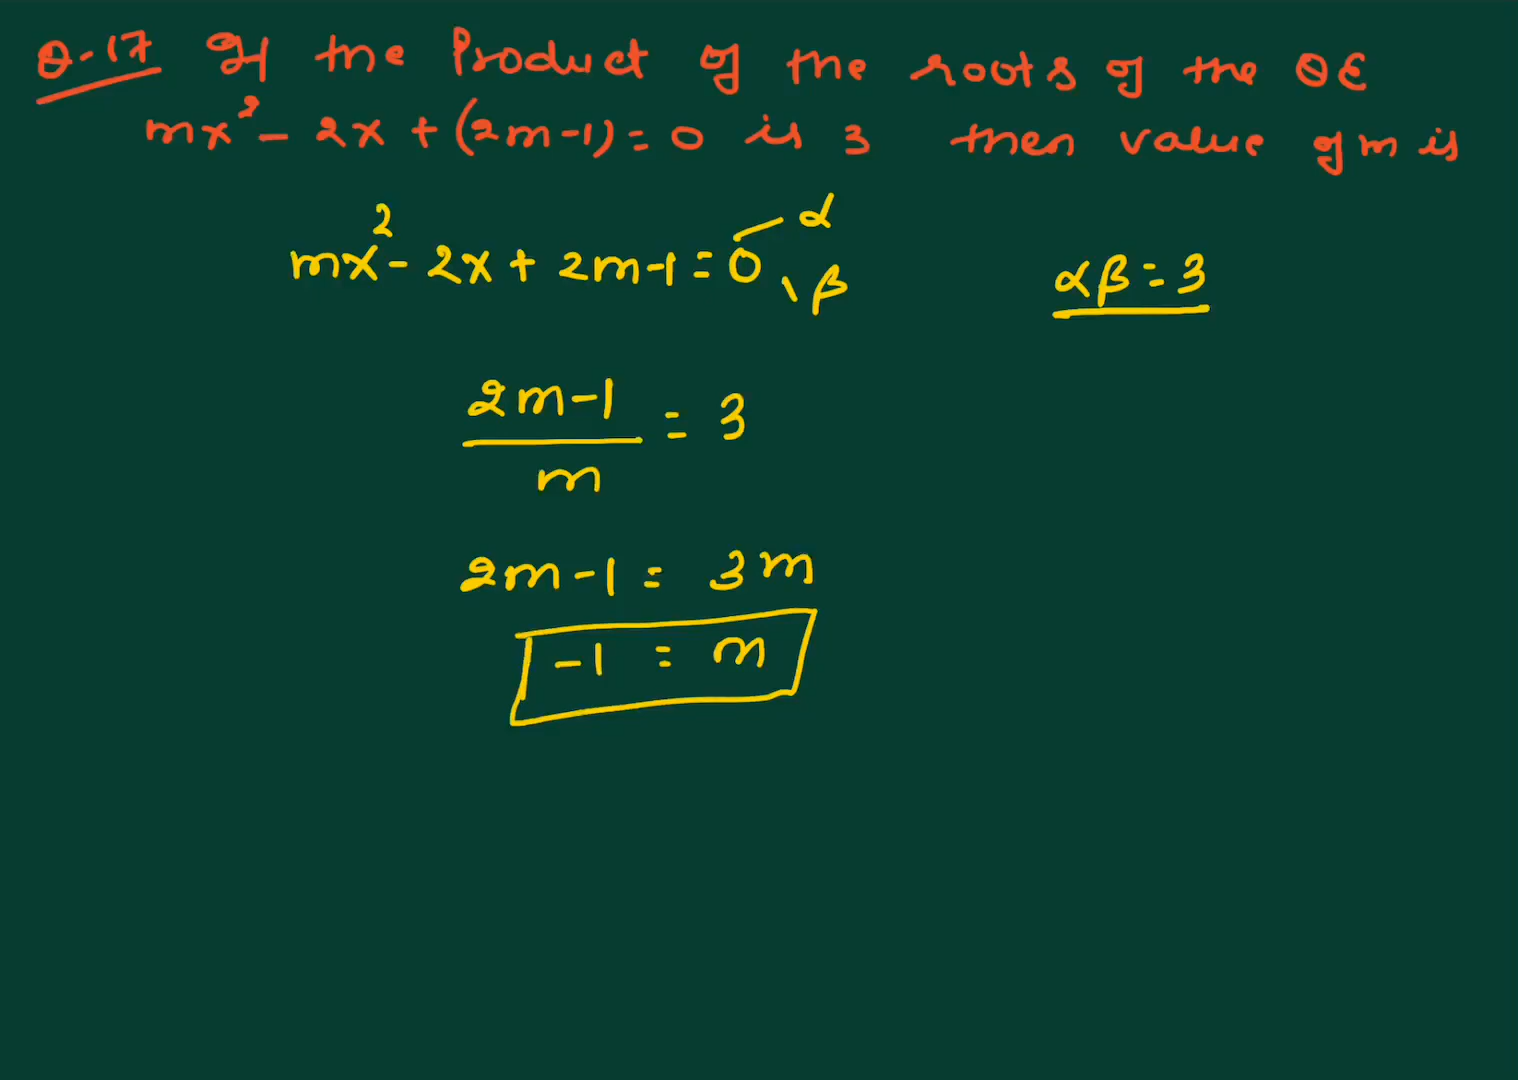 Q-17 If the Product of the roots of the QE
mx² - 2x + (2m-1) = 0 is 3 then value of m is
mx² - 2x + 2m-1 = 0 α β
αβ = 3
2m-1 / m = 3
2m-1 = 3m
-1 = m